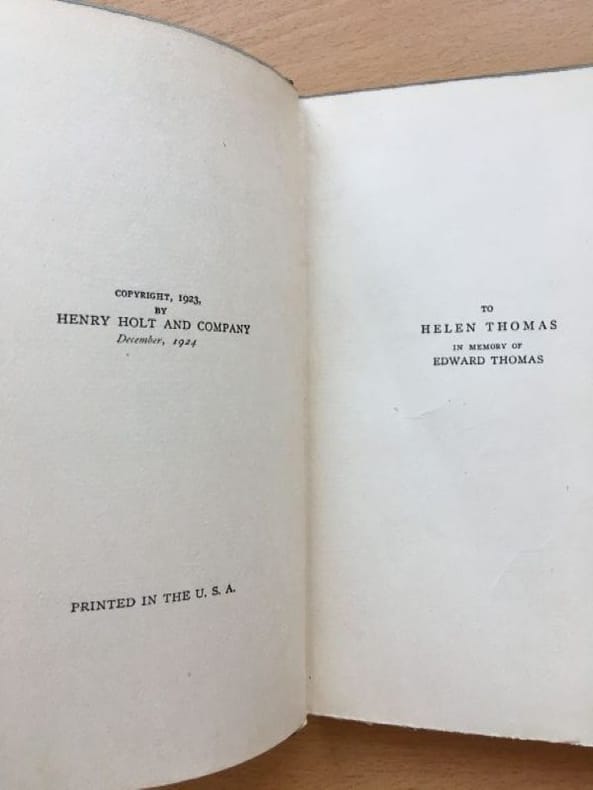 COPYRIGHT, 1923,
BY
HENRY HOLT AND COMPANY
December, 1924
PRINTED IN THE U. S. A.
TO
HELEN THOMAS
IN MEMORY OF
EDWARD THOMAS